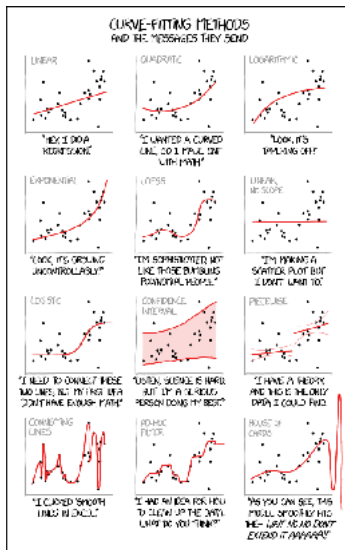 CURVE-FITTING METHODS
AND THE MESSAGES THEY SEND
LINEAR
"HEY, I DID A
REGRESSION."
QUADRATIC
"I WANTED A CURVED
LINE, SO I MADE ONE
WITH MATH."
LOGARITHMIC
"LOOK, IT'S
TAPERING OFF!"
EXPONENTIAL
"LOOK, IT'S GROWING
UNCONTROLLABLY!"
LOESS
"I'M SOPHISTICATED, NOT
LIKE THOSE BUMBLING
POLYNOMIAL PEOPLE."
LINEAR,
NO SLOPE
"I'M MAKING A
SCATTER PLOT BUT
I DON'T WANT TO."
LOGISTIC
"I NEED TO CONNECT THESE
TWO LINES, BUT MY FIRST IDEA
DIDN'T HAVE ENOUGH MATH."
CONFIDENCE
INTERVAL
"LISTEN, SCIENCE IS HARD.
BUT I'M A SERIOUS
PERSON DOING MY BEST."
PIECEWISE
"I HAVE A THEORY,
AND THIS IS THE ONLY
DATA I COULD FIND."
CONNECTING
LINES
"I CLICKED 'SMOOTH
LINES' IN EXCEL."
AD-HOC
FILTER
"I HAD AN IDEA FOR HOW
TO CLEAN UP THE DATA.
WHAT DO YOU THINK?"
HOUSE OF
CARDS
"AS YOU CAN SEE, THIS
MODEL SMOOTHLY FITS
THE- WAIT NO NO DON'T
EXTEND IT AAAAAA!!"